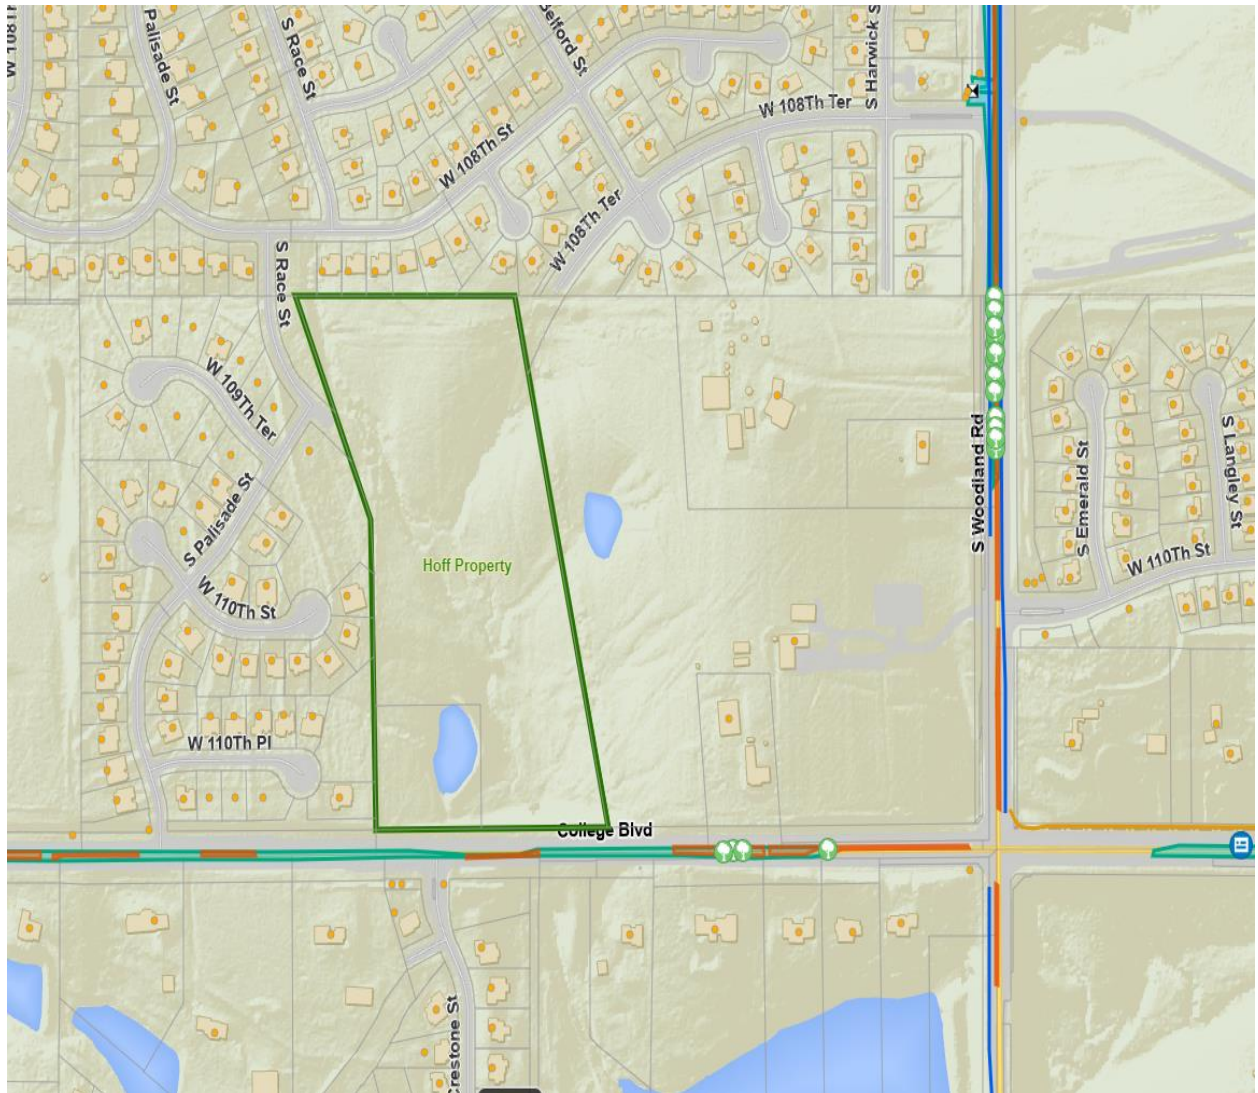 W 108Th
S Palisade St
S Race St
Belford St
S Harwick S
W 108Th Ter
W 108Th St
W 108Th Ter
S Race St
W 109Th Ter
S Palisade St
Hoff Property
W 110Th St
S Woodland Rd
S Emerald St
S Langley St
W 110Th St
W 110Th Pl
College Blvd
Crestone St